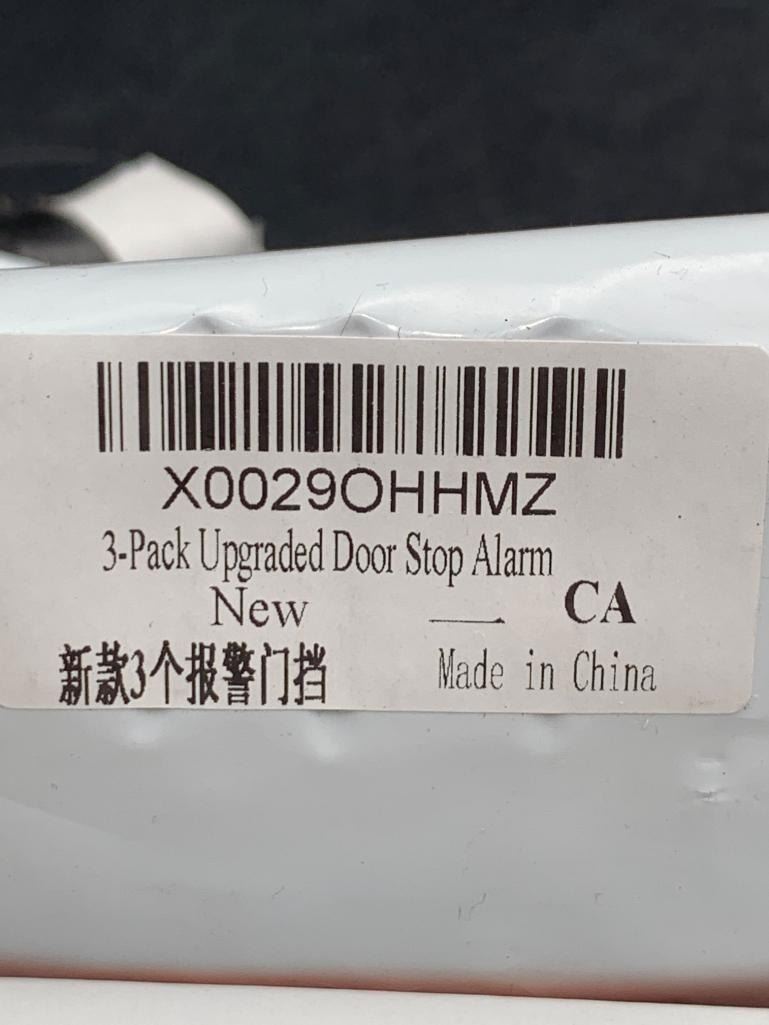 X0029OHHMZ
3-Pack Upgraded Door Stop Alarm
New — CA
新款3个报警门挡 Made in China